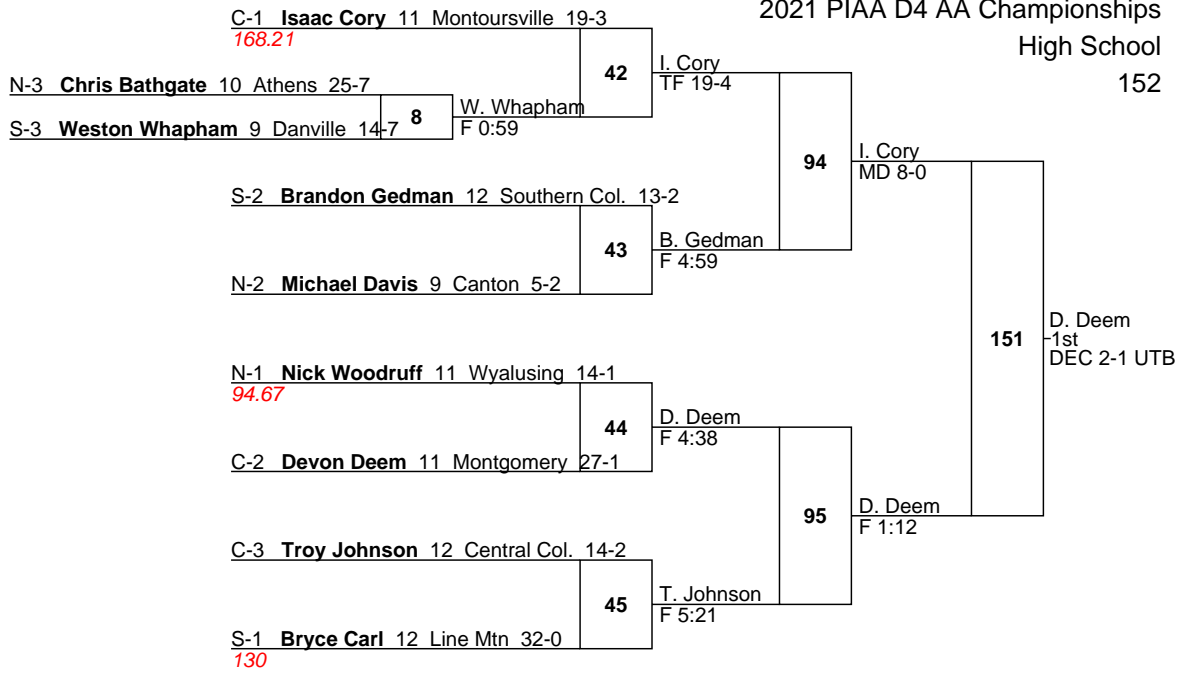 2021 PIAA D4 AA Championships
High School
152
C-1 Isaac Cory 11 Montoursville 19-3
168.21
42
I. Cory
TF 19-4
N-3 Chris Bathgate 10 Athens 25-7
8
W. Whapham
F 0:59
S-3 Weston Whapham 9 Danville 14-7
94
I. Cory
MD 8-0
S-2 Brandon Gedman 12 Southern Col. 13-2
43
B. Gedman
F 4:59
N-2 Michael Davis 9 Canton 5-2
151
D. Deem
1st
DEC 2-1 UTB
N-1 Nick Woodruff 11 Wyalusing 14-1
94.67
44
D. Deem
F 4:38
C-2 Devon Deem 11 Montgomery 27-1
95
D. Deem
F 1:12
C-3 Troy Johnson 12 Central Col. 14-2
45
T. Johnson
F 5:21
S-1 Bryce Carl 12 Line Mtn 32-0
130